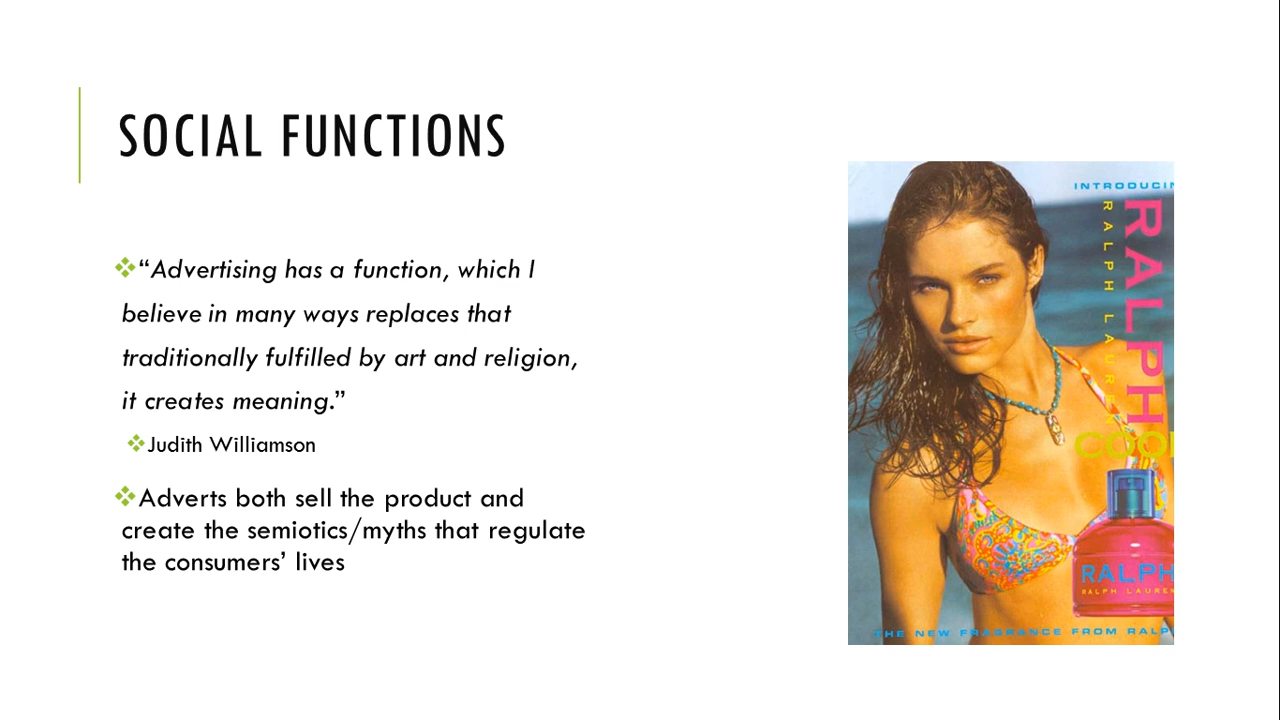 SOCIAL FUNCTIONS
“Advertising has a function, which I
believe in many ways replaces that
traditionally fulfilled by art and religion,
it creates meaning.”
Judith Williamson
Adverts both sell the product and
create the semiotics/myths that regulate
the consumers’ lives
INTRODUCIN
RALPH LAURE
RALPH
COOL
RALPH
RALPH LAUREN
THE NEW FRAGRANCE FROM RALP